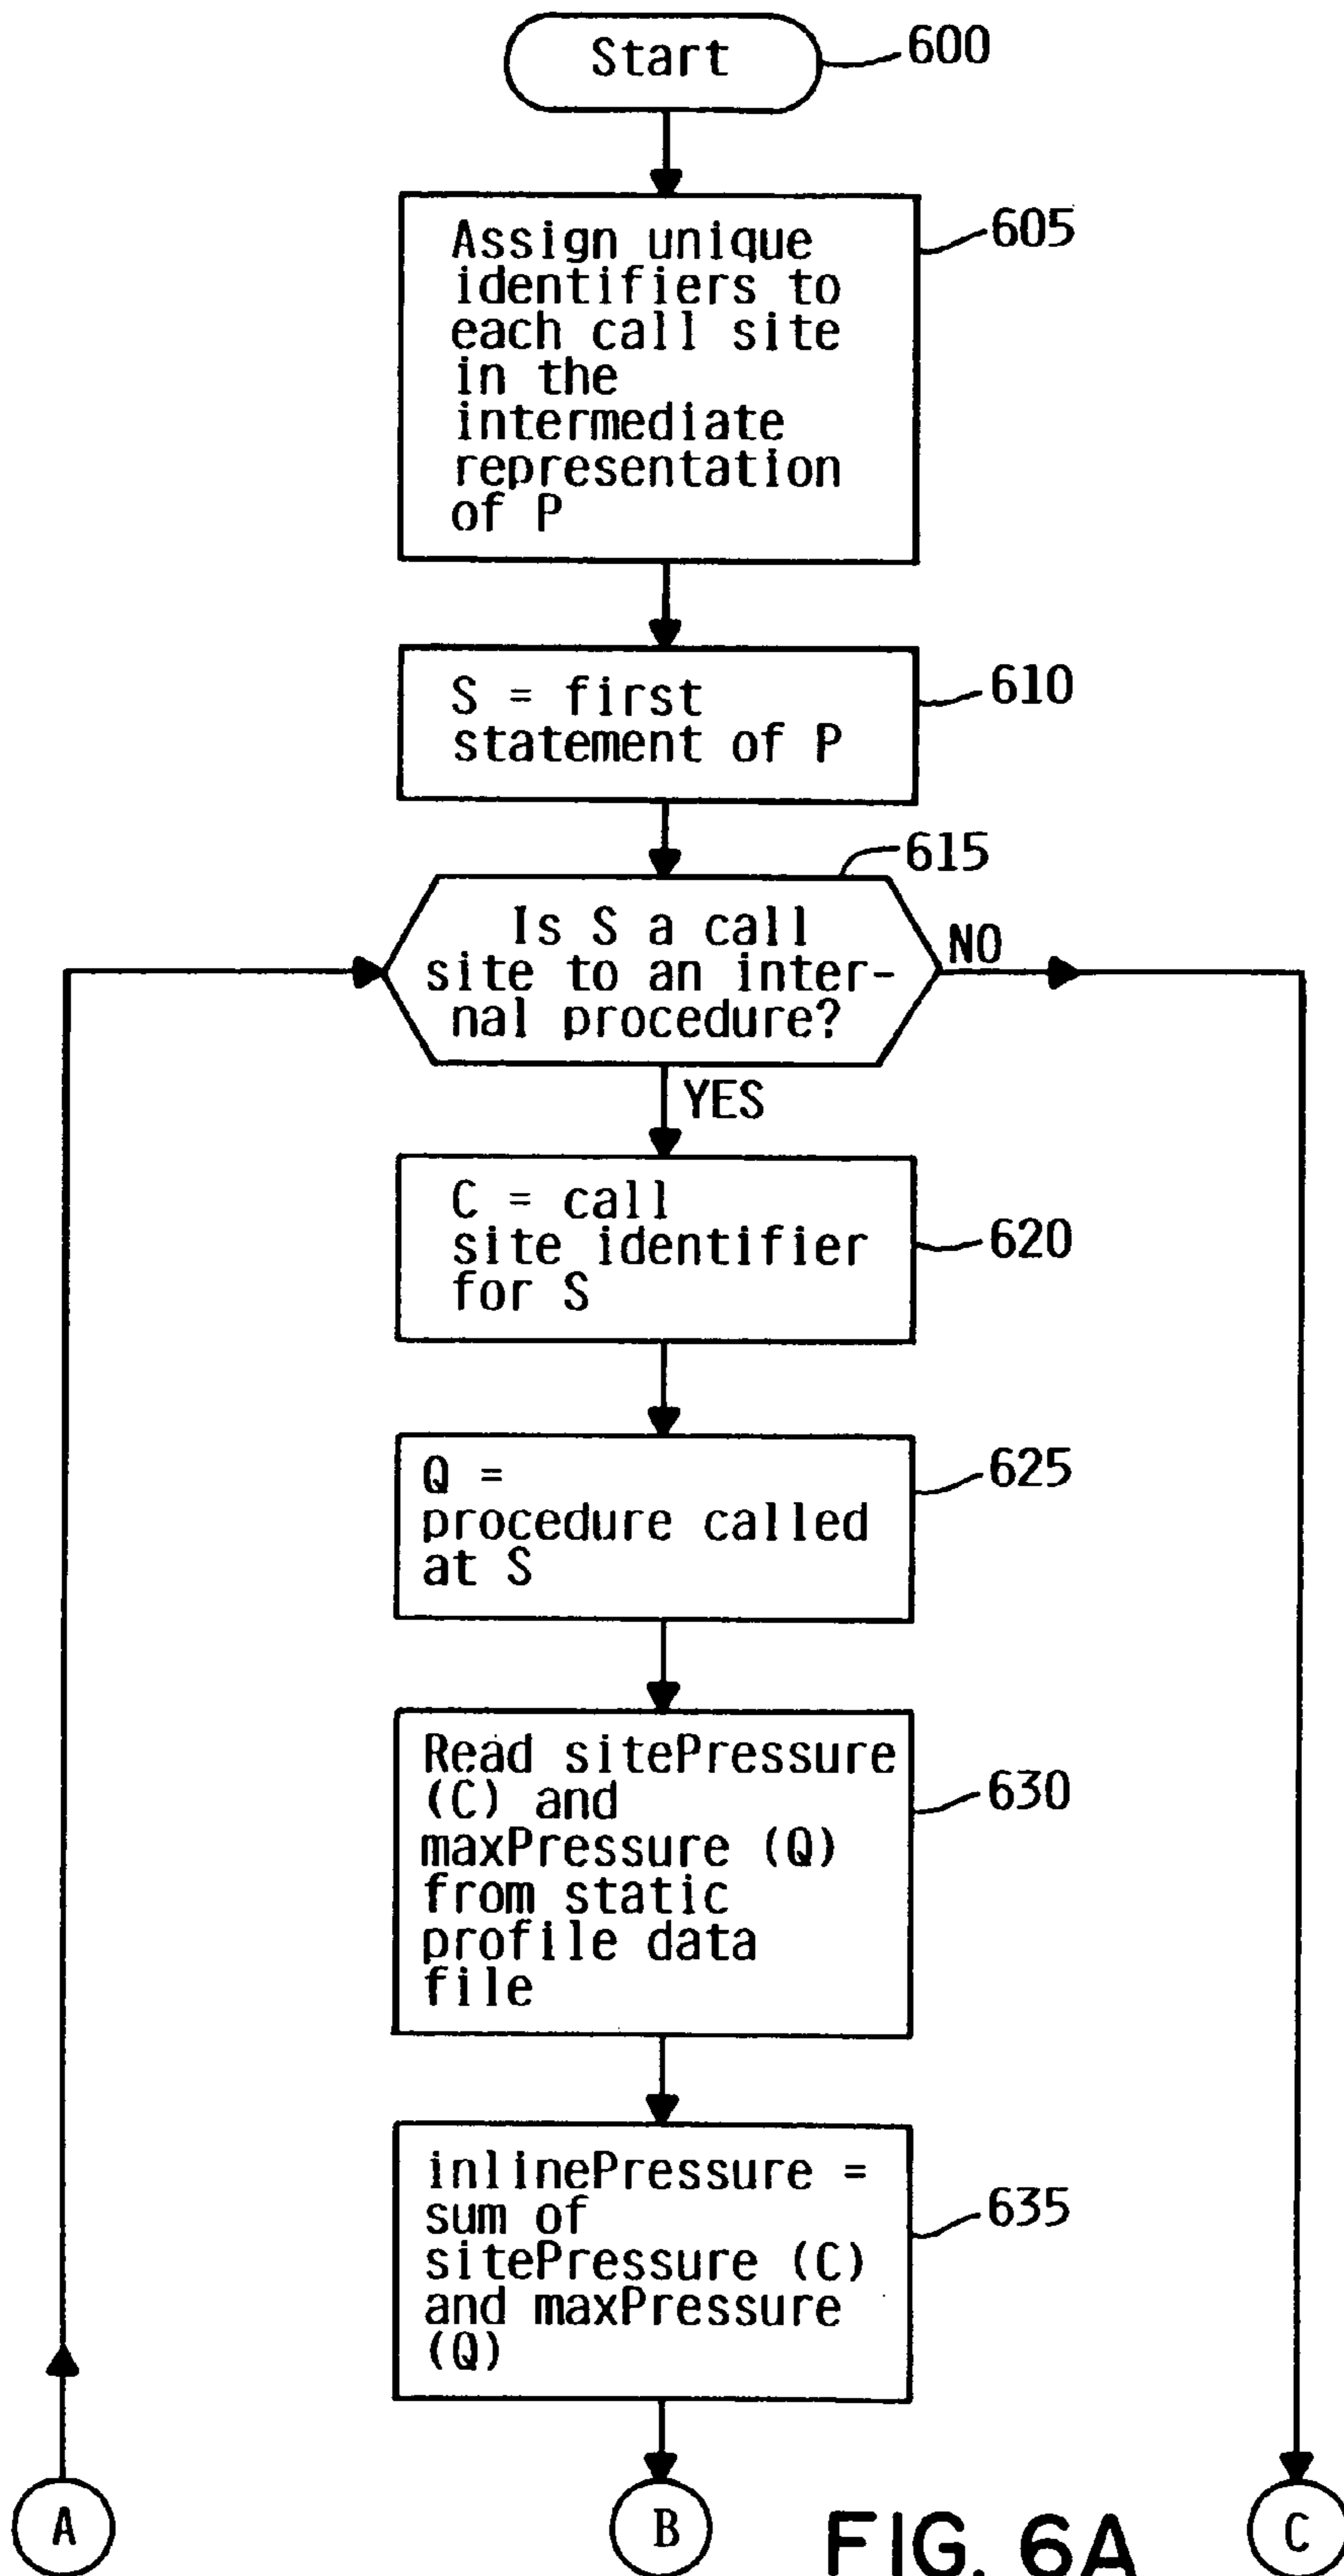 Start
600
Assign unique
identifiers to
each call site
in the
intermediate
representation
of P
605
S = first
statement of P
610
615
Is S a call
site to an inter-
nal procedure?
NO
YES
C = call
site identifier
for S
620
Q =
procedure called
at S
625
Read sitePressure
(C) and
maxPressure (Q)
from static
profile data
file
630
inlinePressure =
sum of
sitePressure (C)
and maxPressure
(Q)
635
A
B
FIG. 6A
C